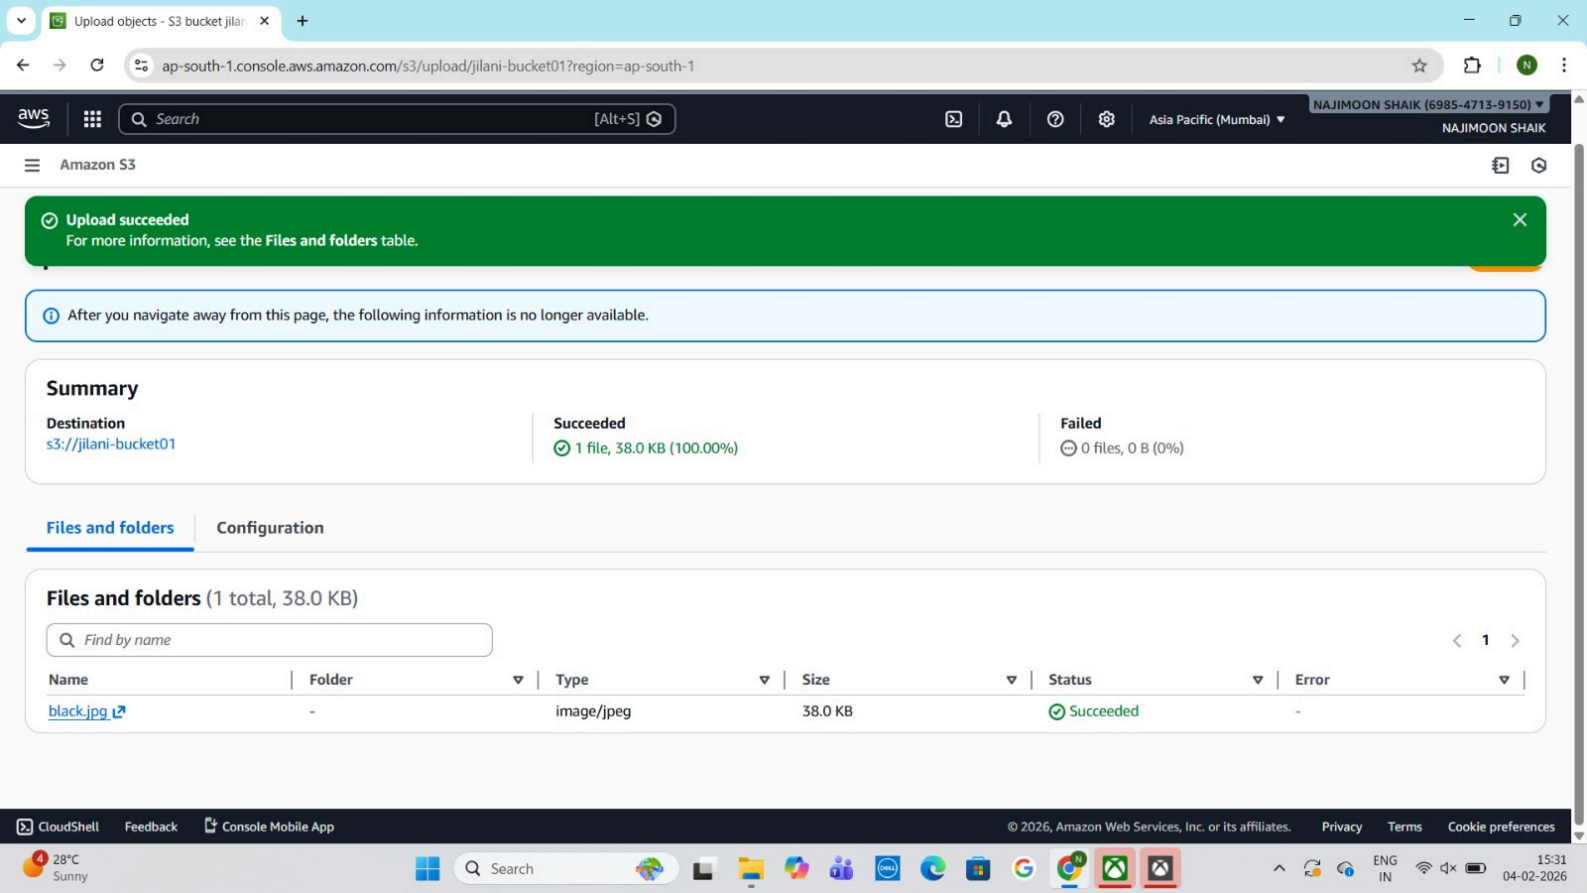 Upload objects - S3 bucket jilan
ap-south-1.console.aws.amazon.com/s3/upload/jilani-bucket01?region=ap-south-1
N
aws
Search
[Alt+S]
Asia Pacific (Mumbai)
NAJIMOON SHAIK (6985-4713-9150)
NAJIMOON SHAIK
Amazon S3
Upload succeeded
For more information, see the Files and folders table.
After you navigate away from this page, the following information is no longer available.
Summary
Destination
Succeeded
Failed
s3://jilani-bucket01
1 file, 38.0 KB (100.00%)
0 files, 0 B (0%)
Files and folders
Configuration
Files and folders (1 total, 38.0 KB)
Find by name
1
Name
Folder
Type
Size
Status
Error
black.jpg
-
image/jpeg
38.0 KB
Succeeded
-
CloudShell
Feedback
Console Mobile App
© 2026, Amazon Web Services, Inc. or its affiliates.
Privacy
Terms
Cookie preferences
4
28°C
Sunny
Search
DELL
N
ENG
IN
15:31
04-02-2026